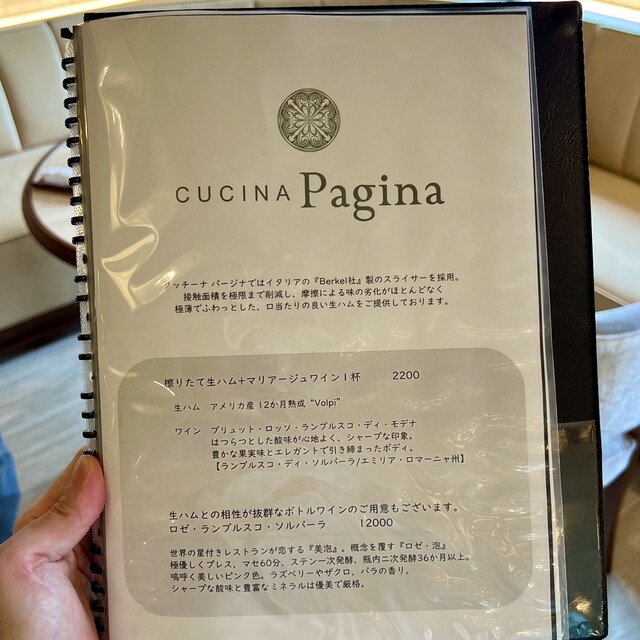 CUCINA Pagina
クッチーナ パージナではイタリアの『Berkel社』製のスライサーを採用。
接触面積を極限まで削減し、摩擦による味の劣化がほとんどなく
極薄でふわっとした、口当たりの良い生ハムをご提供しております。
擦りたて生ハム+マリアージュワイン1杯 2200
生ハム アメリカ産 12か月熟成 “Volpi”
ワイン ブリュット・ロッソ・ランブルスコ・ディ・モデナ
はつらつとした酸味が心地よく、シャープな印象。
豊かな果実味とエレガントで引き締まったボディ。
【ランブルスコ・ディ・ソルバーラ/エミリア・ロマーニャ州】
生ハムとの相性が抜群なボトルワインのご用意もございます。
ロゼ・ランブルスコ・ソルバーラ 12000
世界の星付きレストランが恋する『美泡』。概念を覆す『ロゼ・泡』
極優しくプレス、マセ60分、ステン一次発酵、瓶内二次発酵36か月以上。
嗚呼く美しいピンク色。ラズベリーやザクロ、バラの香り。
シャープな酸味と豊富なミネラルは優美で厳格。